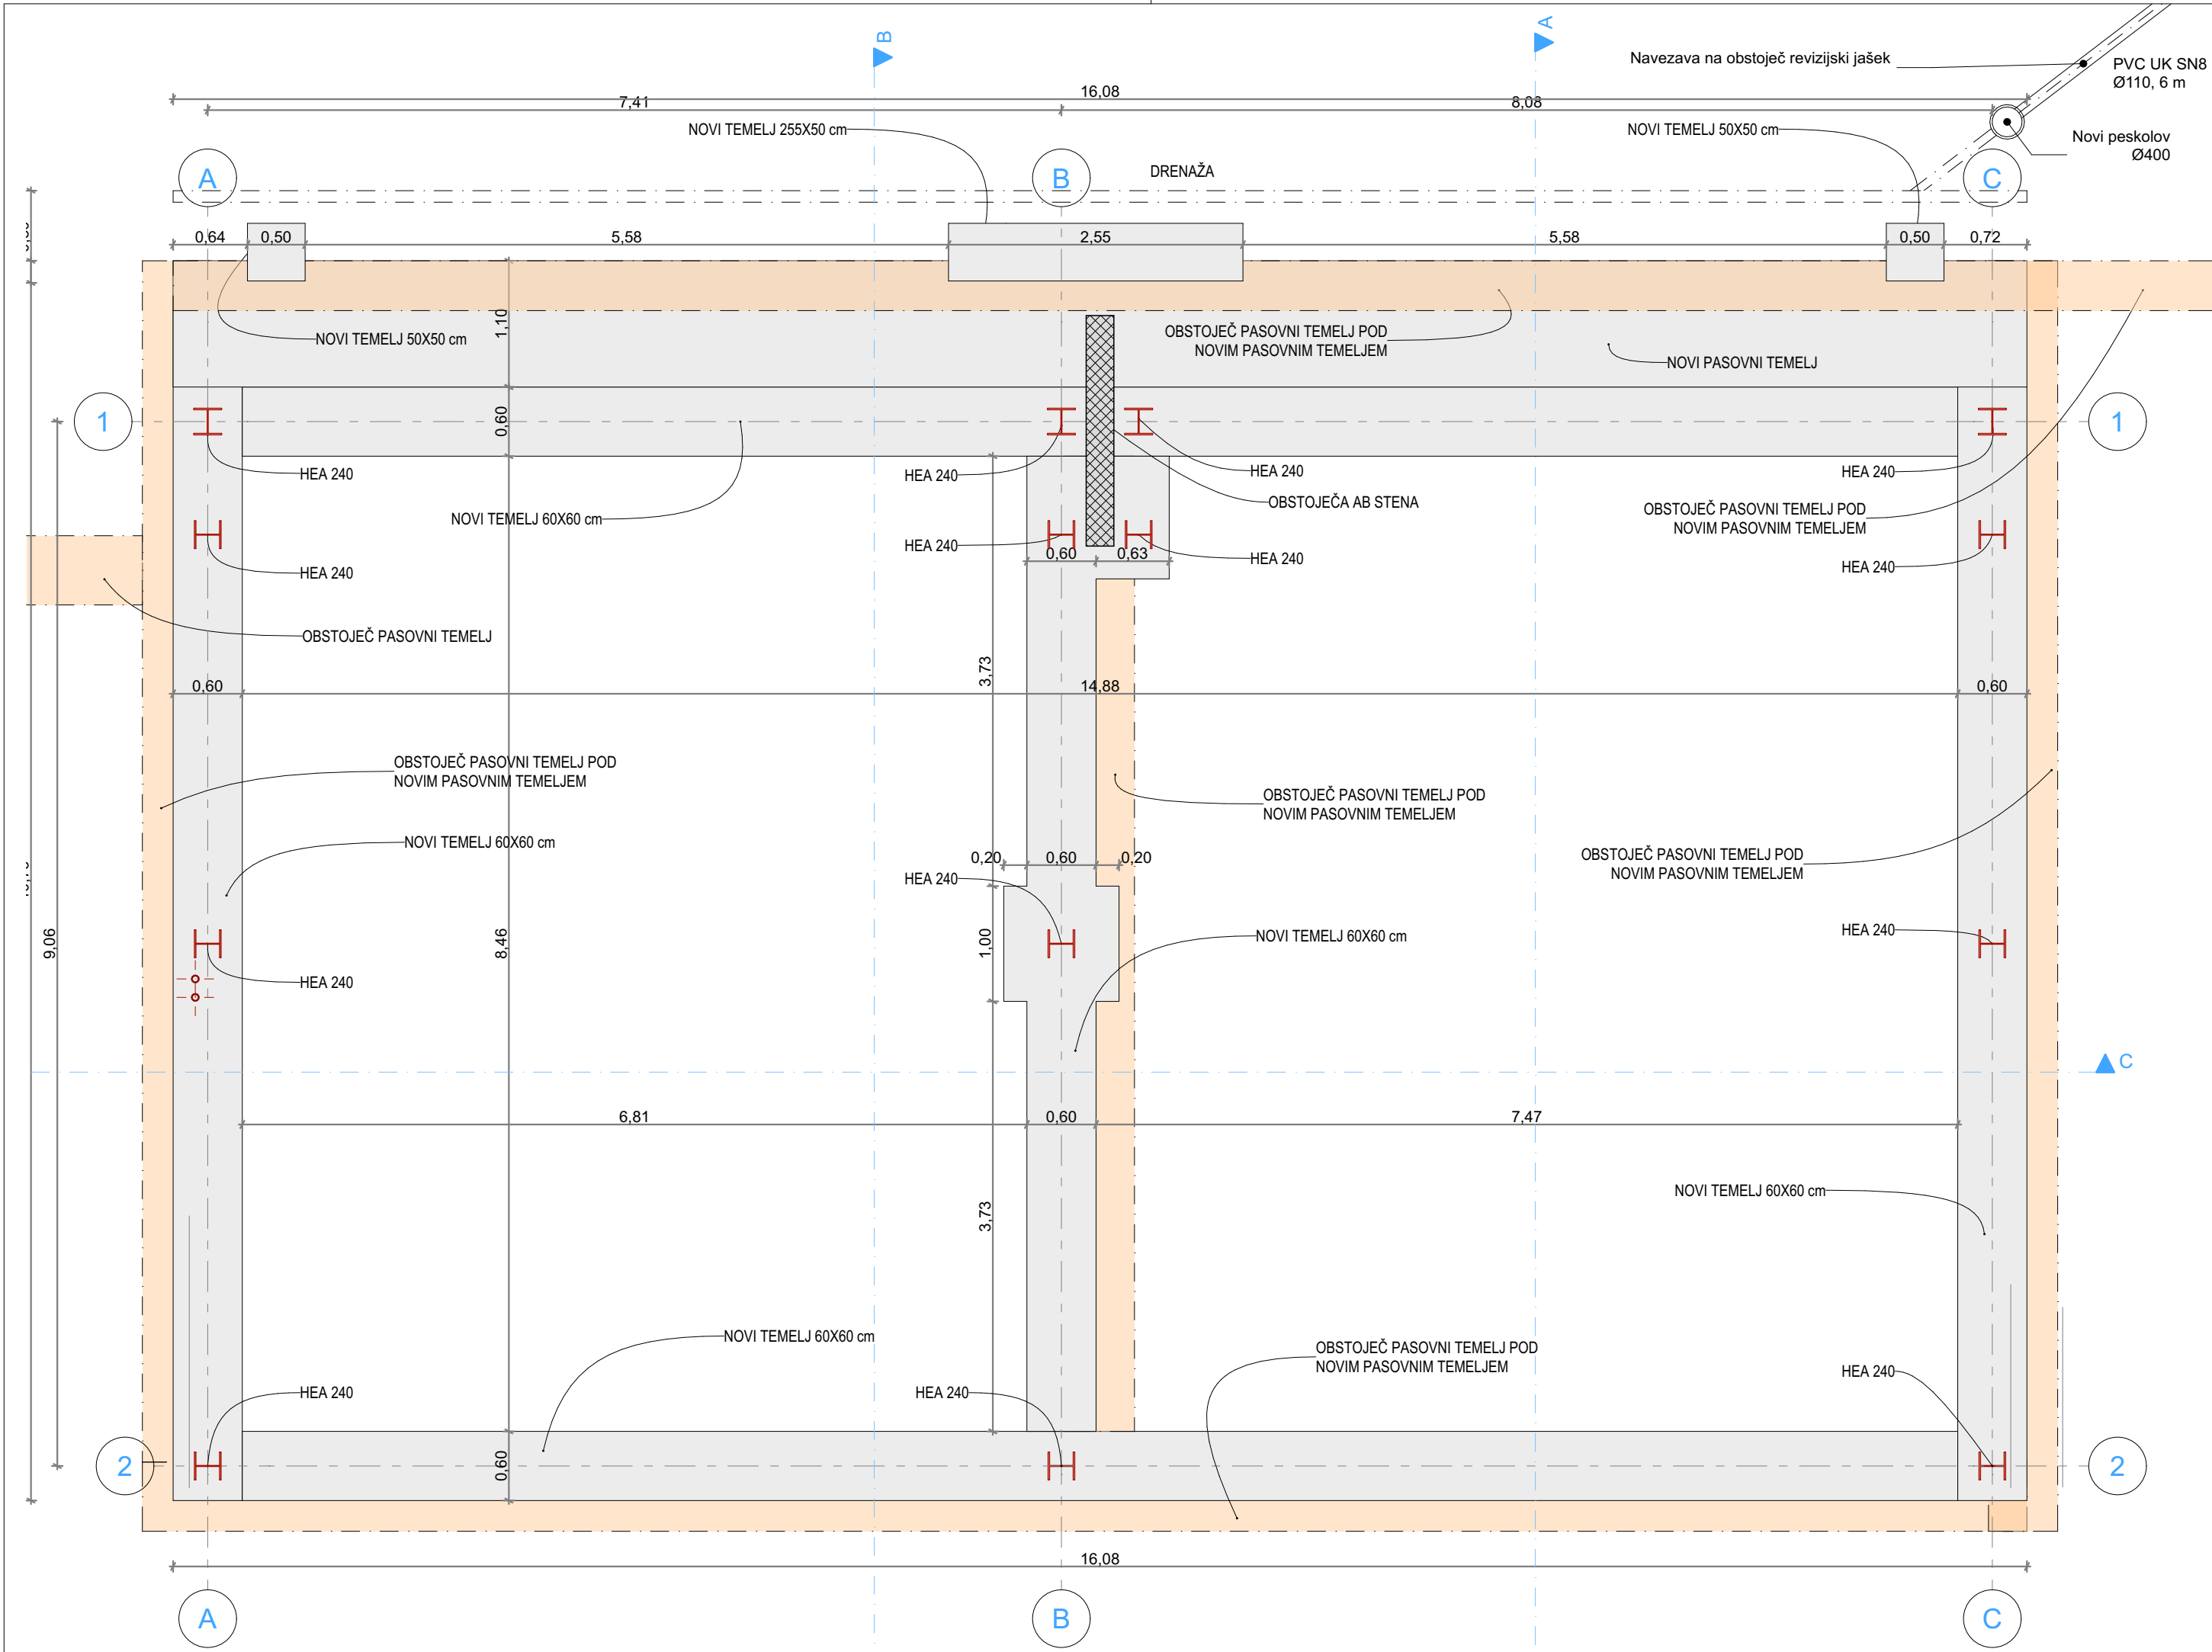 B
A
Navezava na obstoječ revizijski jašek
PVC UK SN8
Ø110, 6 m
16,08
7,41
8,08
NOVI TEMELJ 255X50 cm
NOVI TEMELJ 50X50 cm
Novi peskolov
Ø400
A
B
DRENAŽA
C
0,64
0,50
5,58
2,55
5,58
0,50
0,72
1,10
NOVI TEMELJ 50X50 cm
OBSTOJEČ PASOVNI TEMELJ POD
NOVIM PASOVNIM TEMELJEM
NOVI PASOVNI TEMELJ
1
0,60
1
HEA 240
HEA 240
HEA 240
HEA 240
OBSTOJEČA AB STENA
NOVI TEMELJ 60X60 cm
OBSTOJEČ PASOVNI TEMELJ POD
NOVIM PASOVNIM TEMELJEM
HEA 240
HEA 240
0,60
0,63
HEA 240
HEA 240
OBSTOJEČ PASOVNI TEMELJ
3,73
0,60
14,88
0,60
OBSTOJEČ PASOVNI TEMELJ POD
NOVIM PASOVNIM TEMELJEM
OBSTOJEČ PASOVNI TEMELJ POD
NOVIM PASOVNIM TEMELJEM
NOVI TEMELJ 60X60 cm
0,20
0,60
0,20
OBSTOJEČ PASOVNI TEMELJ POD
NOVIM PASOVNIM TEMELJEM
HEA 240
9,06
8,46
1,00
NOVI TEMELJ 60X60 cm
HEA 240
HEA 240
C
6,81
0,60
7,47
NOVI TEMELJ 60X60 cm
3,73
NOVI TEMELJ 60X60 cm
OBSTOJEČ PASOVNI TEMELJ POD
NOVIM PASOVNIM TEMELJEM
HEA 240
HEA 240
HEA 240
2
0,60
2
16,08
A
B
C